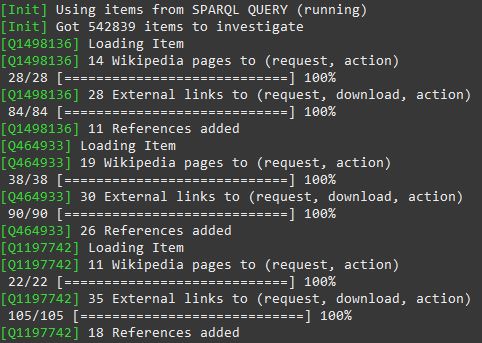 [Init] Using items from SPARQL QUERY (running)
[Init] Got 542839 items to investigate
[Q1498136] Loading Item
[Q1498136] 14 Wikipedia pages to (request, action)
28/28 [=============================] 100%
[Q1498136] 28 External links to (request, download, action)
84/84 [=============================] 100%
[Q1498136] 11 References added
[Q464933] Loading Item
[Q464933] 19 Wikipedia pages to (request, action)
38/38 [=============================] 100%
[Q464933] 30 External links to (request, download, action)
90/90 [=============================] 100%
[Q464933] 26 References added
[Q1197742] Loading Item
[Q1197742] 11 Wikipedia pages to (request, action)
22/22 [=============================] 100%
[Q1197742] 35 External links to (request, download, action)
105/105 [=============================] 100%
[Q1197742] 18 References added